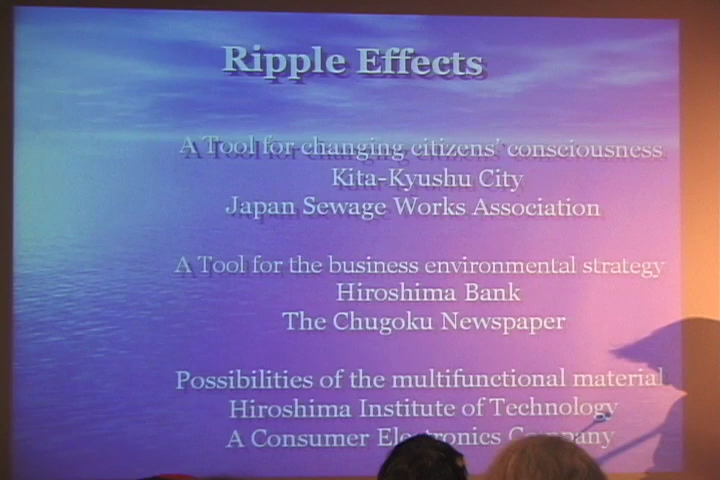 Ripple Effects
A Tool for changing citizens' consciousness
Kita-Kyushu City
Japan Sewage Works Association
A Tool for the business environmental strategy
Hiroshima Bank
The Chugoku Newspaper
Possibilities of the multifunctional material
Hiroshima Institute of Technology
A Consumer Electronics Company